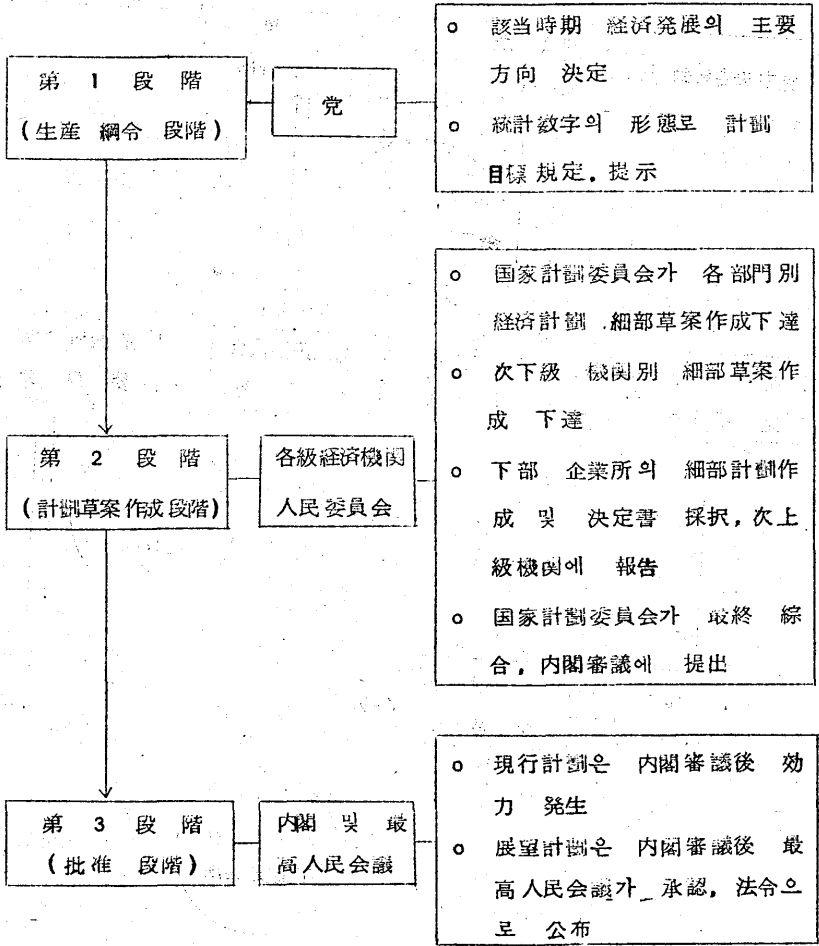 第 1 段 階
(生産 綱令 段階)
党
o 該当時期 経済発展의 主要
方向 決定
o 統計数字의 形態로 計劃
目標 規定. 提示
第 2 段 階
(計劃草案作成段階)
各級経済機関
人民委員会
o 国家計劃委員会가 各部門別
経済計劃 細部草案作成下達
o 次下級 機関別 細部草案作
成 下達
o 下部 企業所의 細部計劃作
成 및 決定書 採択, 次上
級機関에 報告
o 国家計劃委員会가 最終 綜
合, 内閣審議에 提出
第 3 段 階
(批准 段階)
内閣 및 最
高人民会議
o 現行計劃은 内閣審議後 効
力 発生
o 展望計劃은 内閣審議後 最
高人民会議가 承認, 法令으
로 公布